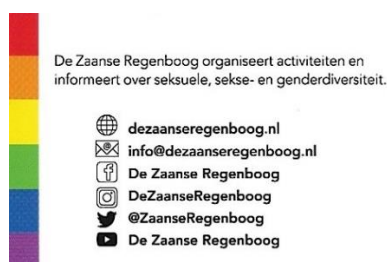 De Zaanse Regenboog organiseert activiteiten en
informeert over seksuele, sekse- en genderdiversiteit.
dezaanseregenboog.nl
info@dezaanseregenboog.nl
De Zaanse Regenboog
DeZaanseRegenboog
@ZaanseRegenboog
De Zaanse Regenboog